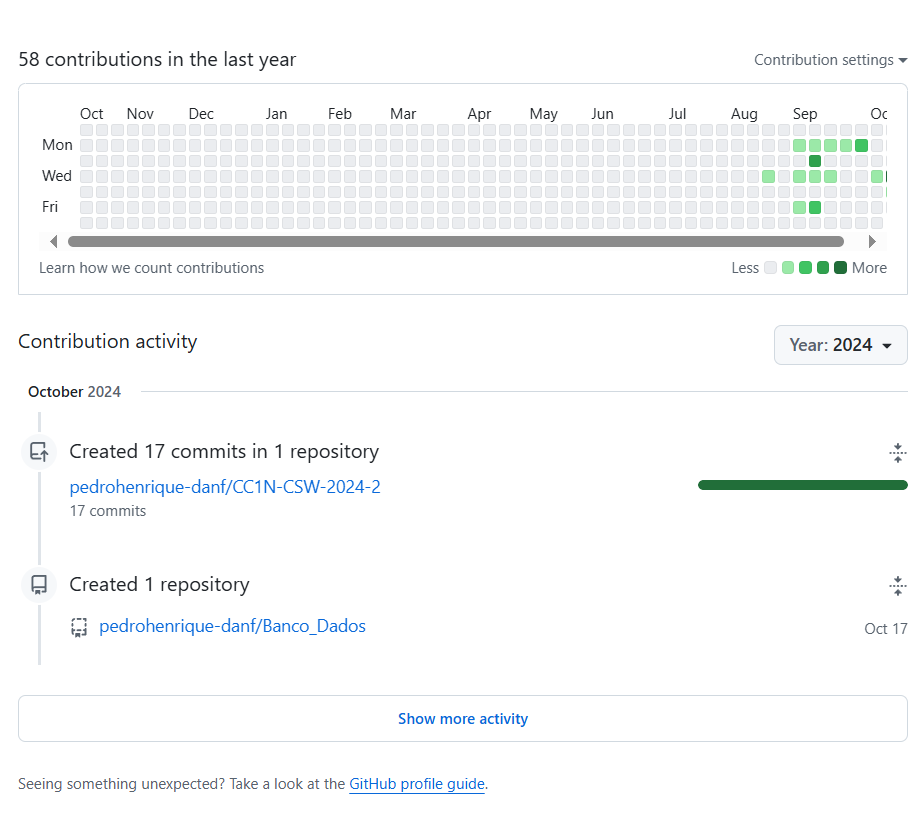 58 contributions in the last year
Contribution settings
Oct Nov Dec Jan Feb Mar Apr May Jun Jul Aug Sep Oc
Mon
Wed
Fri
Learn how we count contributions
Less More
Contribution activity
Year: 2024
October 2024
Created 17 commits in 1 repository
pedrohenrique-danf/CC1N-CSW-2024-2
17 commits
Created 1 repository
pedrohenrique-danf/Banco_Dados
Oct 17
Show more activity
Seeing something unexpected? Take a look at the GitHub profile guide.